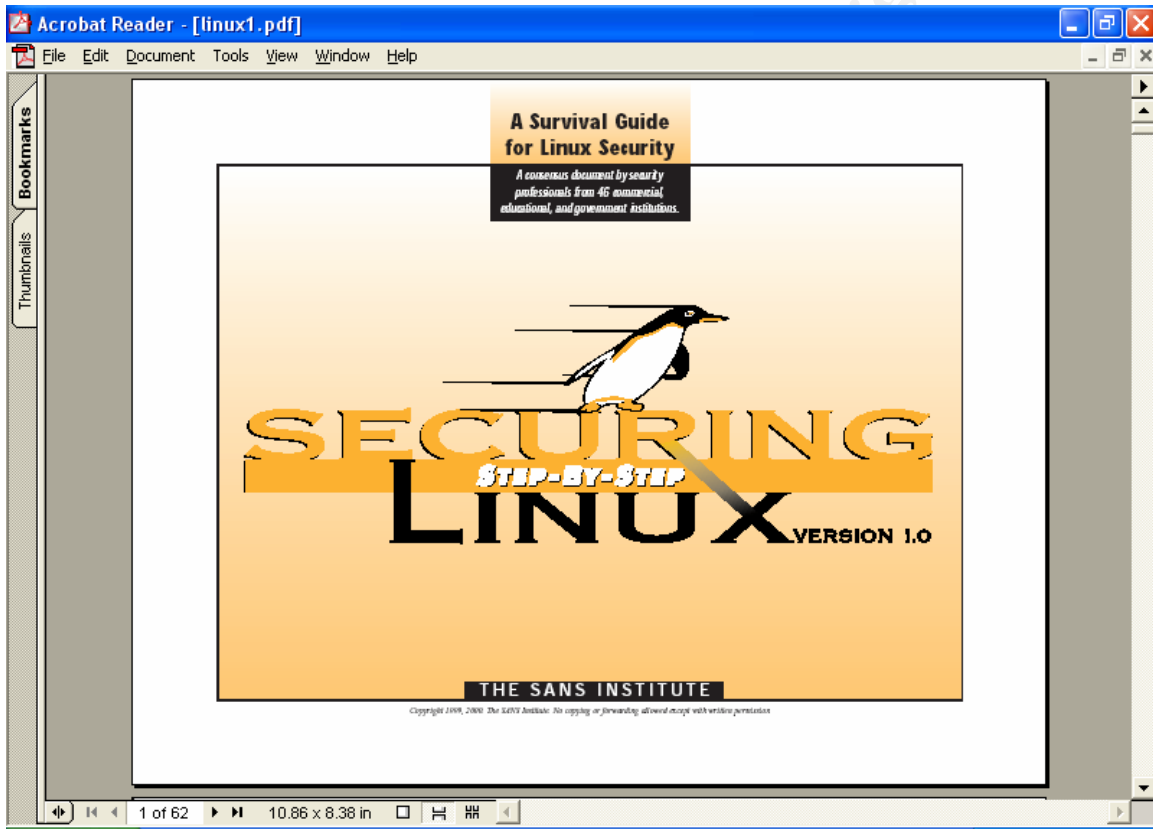 Acrobat Reader - [linux1.pdf]
File Edit Document Tools View Window Help
Bookmarks
Thumbnails
A Survival Guide
for Linux Security
A consensus document by security
professionals from 46 commercial,
educational, and government institutions.
SECURING
STEP-BY-STEP
LINUX
VERSION 1.0
THE SANS INSTITUTE
Copyright 1999, 2000. The SANS Institute. No copying or forwarding allowed except with written permission
1 of 62
10.86 x 8.38 in